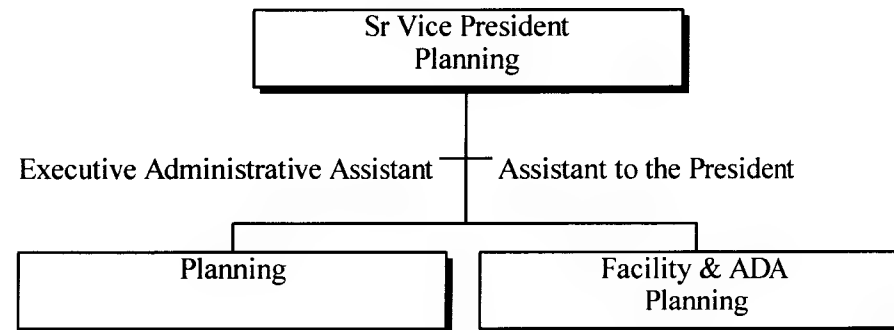 Sr Vice President
Planning
Executive Administrative Assistant
Assistant to the President
Planning
Facility & ADA
Planning